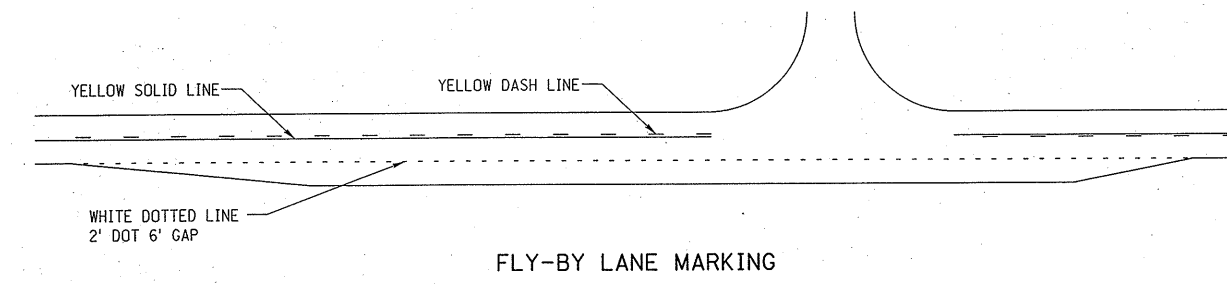 YELLOW SOLID LINE
YELLOW DASH LINE
WHITE DOTTED LINE
2' DOT 6' GAP
FLY-BY LANE MARKING